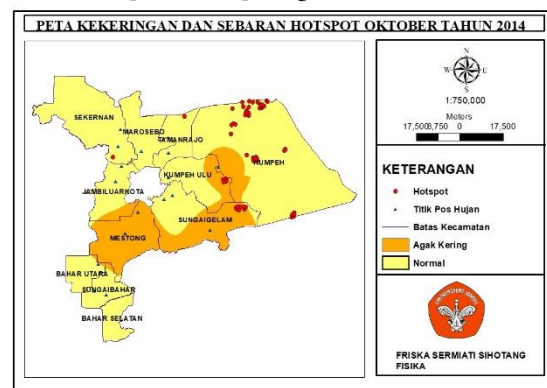 PETA KEKERINGAN DAN SEBARAN HOTSPOT OKTOBER TAHUN 2014
SEKERNAN
MAROSEBO
TAMANRAJO
KUMPEH
KUMPEH ULU
JAMBILUARKOTA
SUNGAIGELAM
MESTONG
BAHAR UTARA
SUNGAIBAHAR
BAHAR SELATAN
N
W
E
S
1:750,000
Meters
17,500 8,750 0 17,500
KETERANGAN
Hotspot
Titik Pos Hujan
Batas Kecamatan
Agak Kering
Normal
FRISKA SERMIATI SIHOTANG
FISIKA